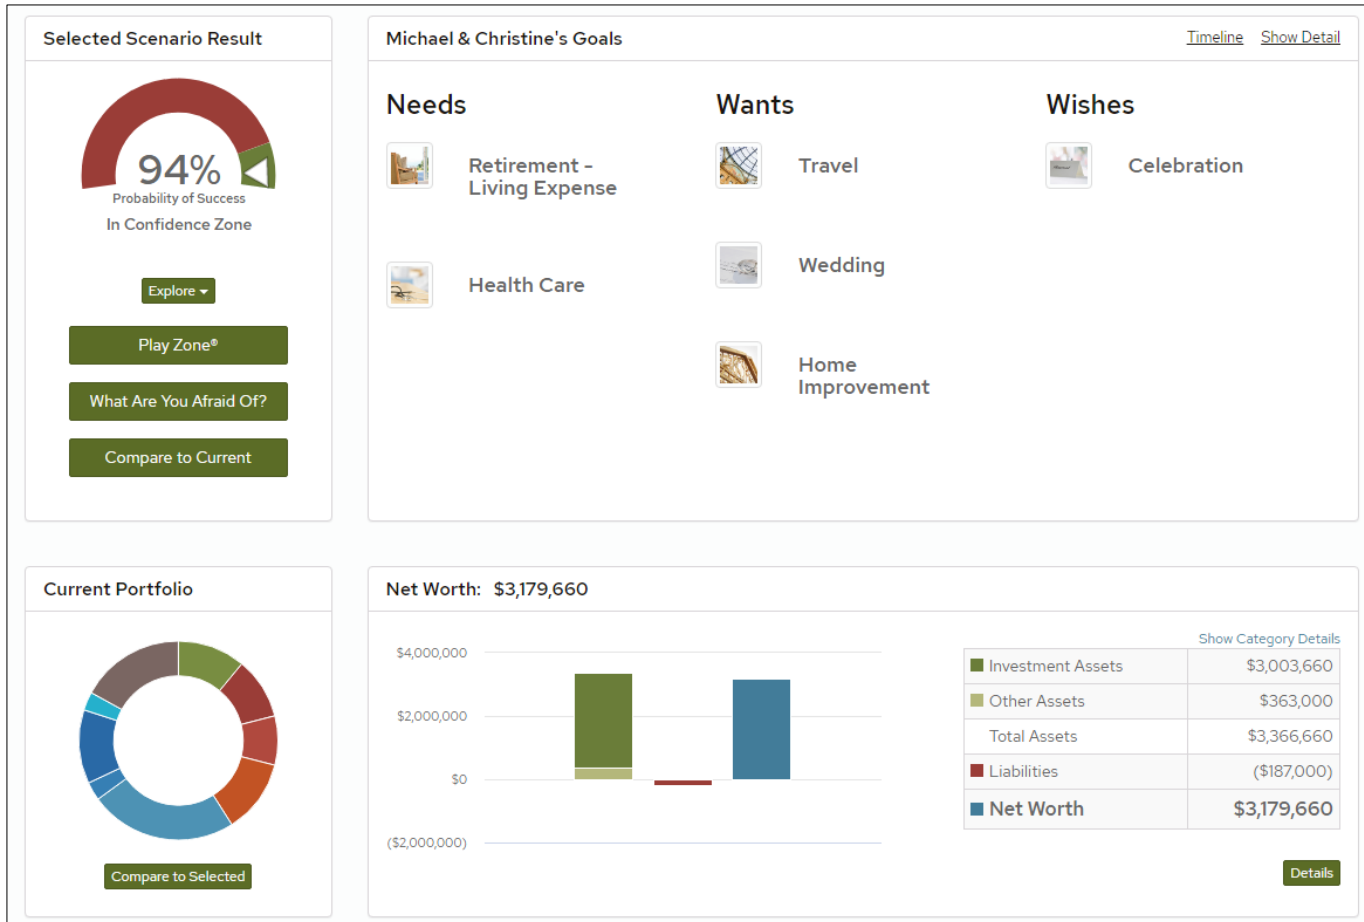 Selected Scenario Result
94%
Probability of Success
In Confidence Zone
Explore
Play Zone®
What Are You Afraid Of?
Compare to Current
Michael & Christine's Goals
Timeline Show Detail
Needs
Retirement -
Living Expense
Health Care
Wants
Travel
Wedding
Home
Improvement
Wishes
Celebration
Current Portfolio
Compare to Selected
Net Worth: $3,179,660
$4,000,000
$2,000,000
$0
($2,000,000)
Show Category Details
Investment Assets $3,003,660
Other Assets $363,000
Total Assets $3,366,660
Liabilities ($187,000)
Net Worth $3,179,660
Details